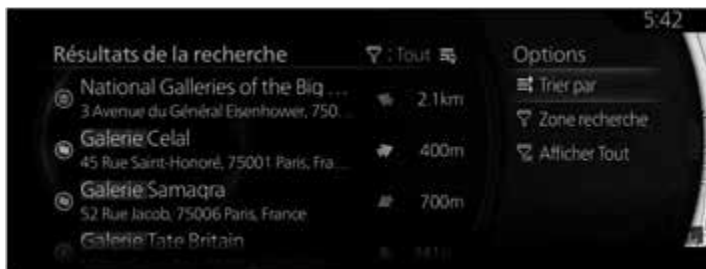 5:42
Résultats de la recherche
: Tout
Options
National Galleries of the Big ...
3 Avenue du Général Eisenhower, 750...
2.1km
Trier par
Zone recherche
Galerie Celal
45 Rue Saint-Honoré, 75001 Paris, Fra...
400m
Afficher Tout
Galerie Samagra
52 Rue Jacob, 75006 Paris, France
700m
Galerie Tate Britain